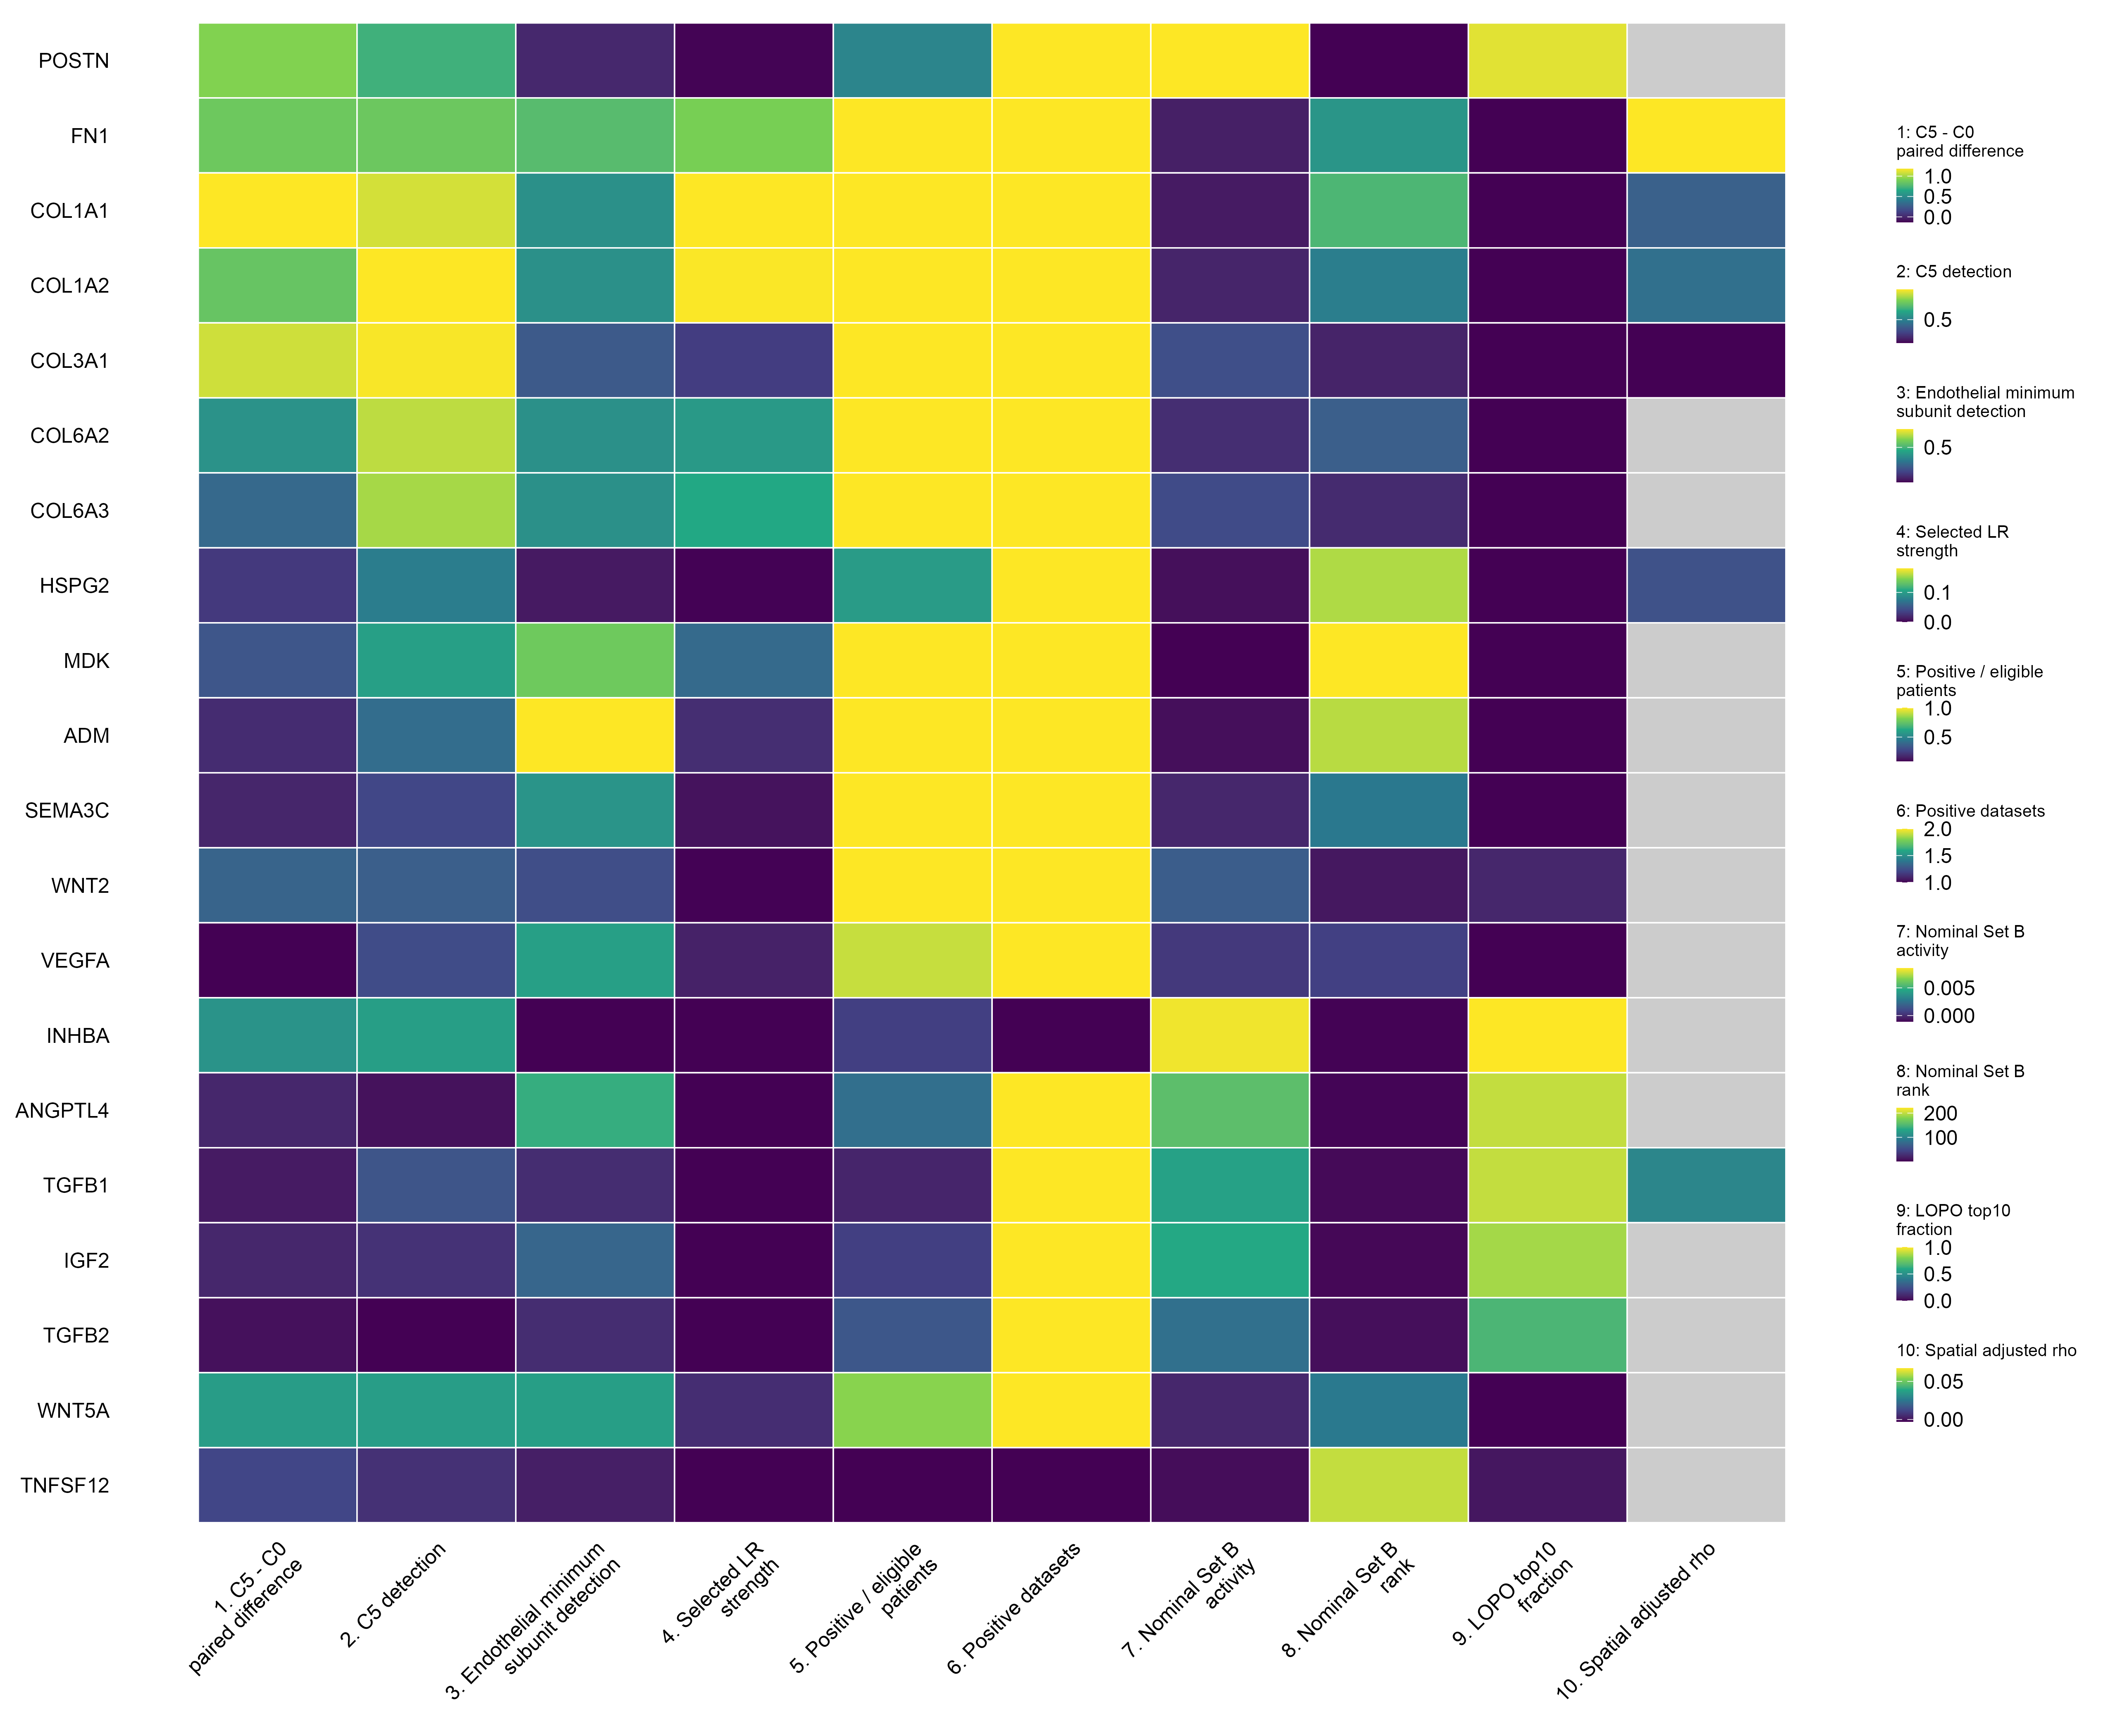 POSTN
FN1
COL1A1
COL1A2
COL3A1
COL6A2
COL6A3
HSPG2
MDK
ADM
SEMA3C
WNT2
VEGFA
INHBA
ANGPTL4
TGFB1
IGF2
TGFB2
WNT5A
TNFSF12
1. C5 - C0
paired difference
2. C5 detection
3. Endothelial minimum
subunit detection
4. Selected LR
strength
5. Positive / eligible
patients
6. Positive datasets
7. Nominal Set B
activity
8. Nominal Set B
rank
9. LOPO top10
fraction
10. Spatial adjusted rho
1: C5 - C0
paired difference
1.0
0.5
0.0
2: C5 detection
0.5
3: Endothelial minimum
subunit detection
0.5
4: Selected LR
strength
0.1
0.0
5: Positive / eligible
patients
1.0
0.5
6: Positive datasets
2.0
1.5
1.0
7: Nominal Set B
activity
0.005
0.000
8: Nominal Set B
rank
200
100
9: LOPO top10
fraction
1.0
0.5
0.0
10: Spatial adjusted rho
0.05
0.00